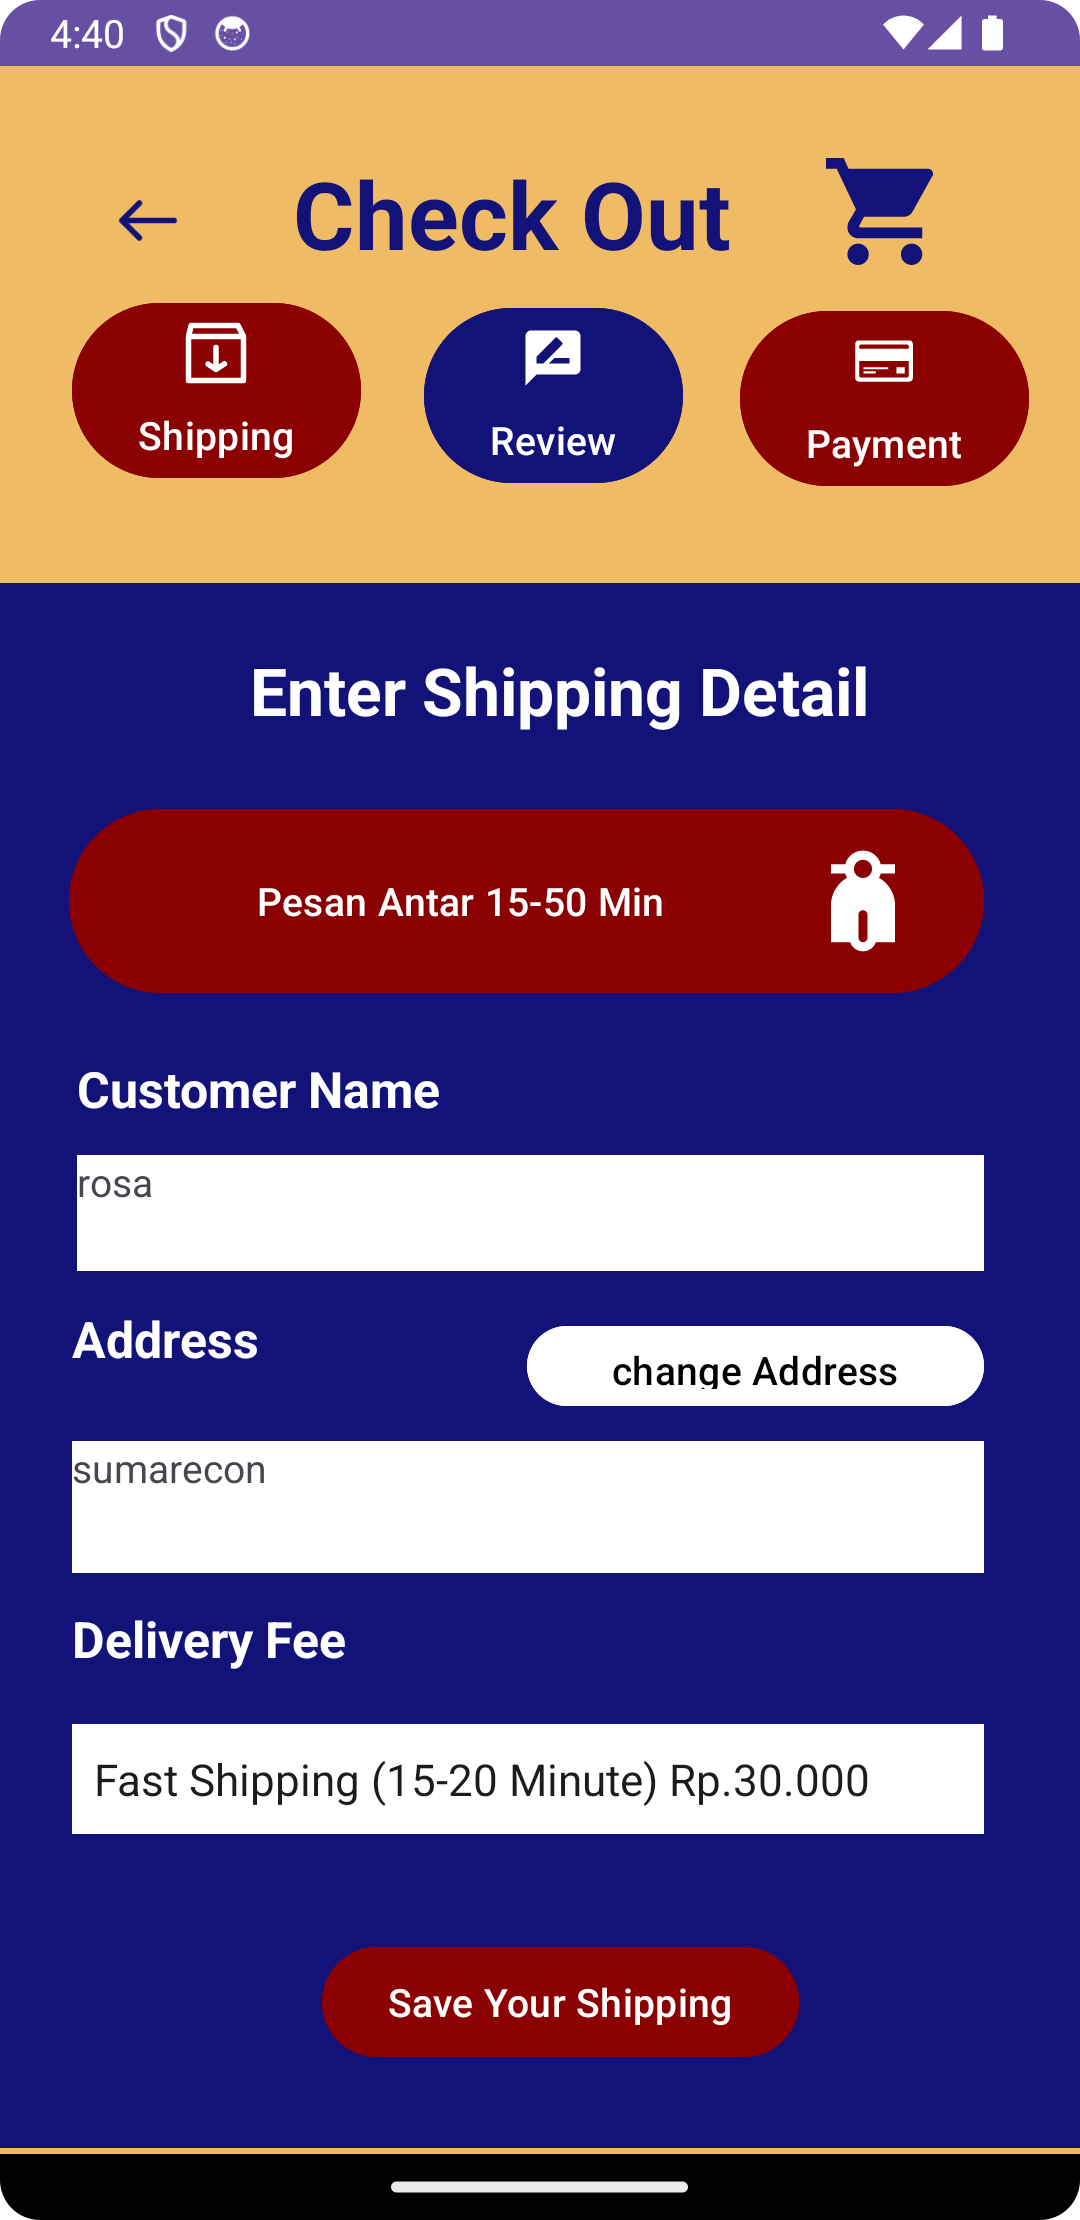 4:40
Check Out
Shipping
Review
Payment
Enter Shipping Detail
Pesan Antar 15-50 Min
Customer Name
rosa
Address
change Address
sumarecon
Delivery Fee
Fast Shipping (15-20 Minute) Rp.30.000
Save Your Shipping